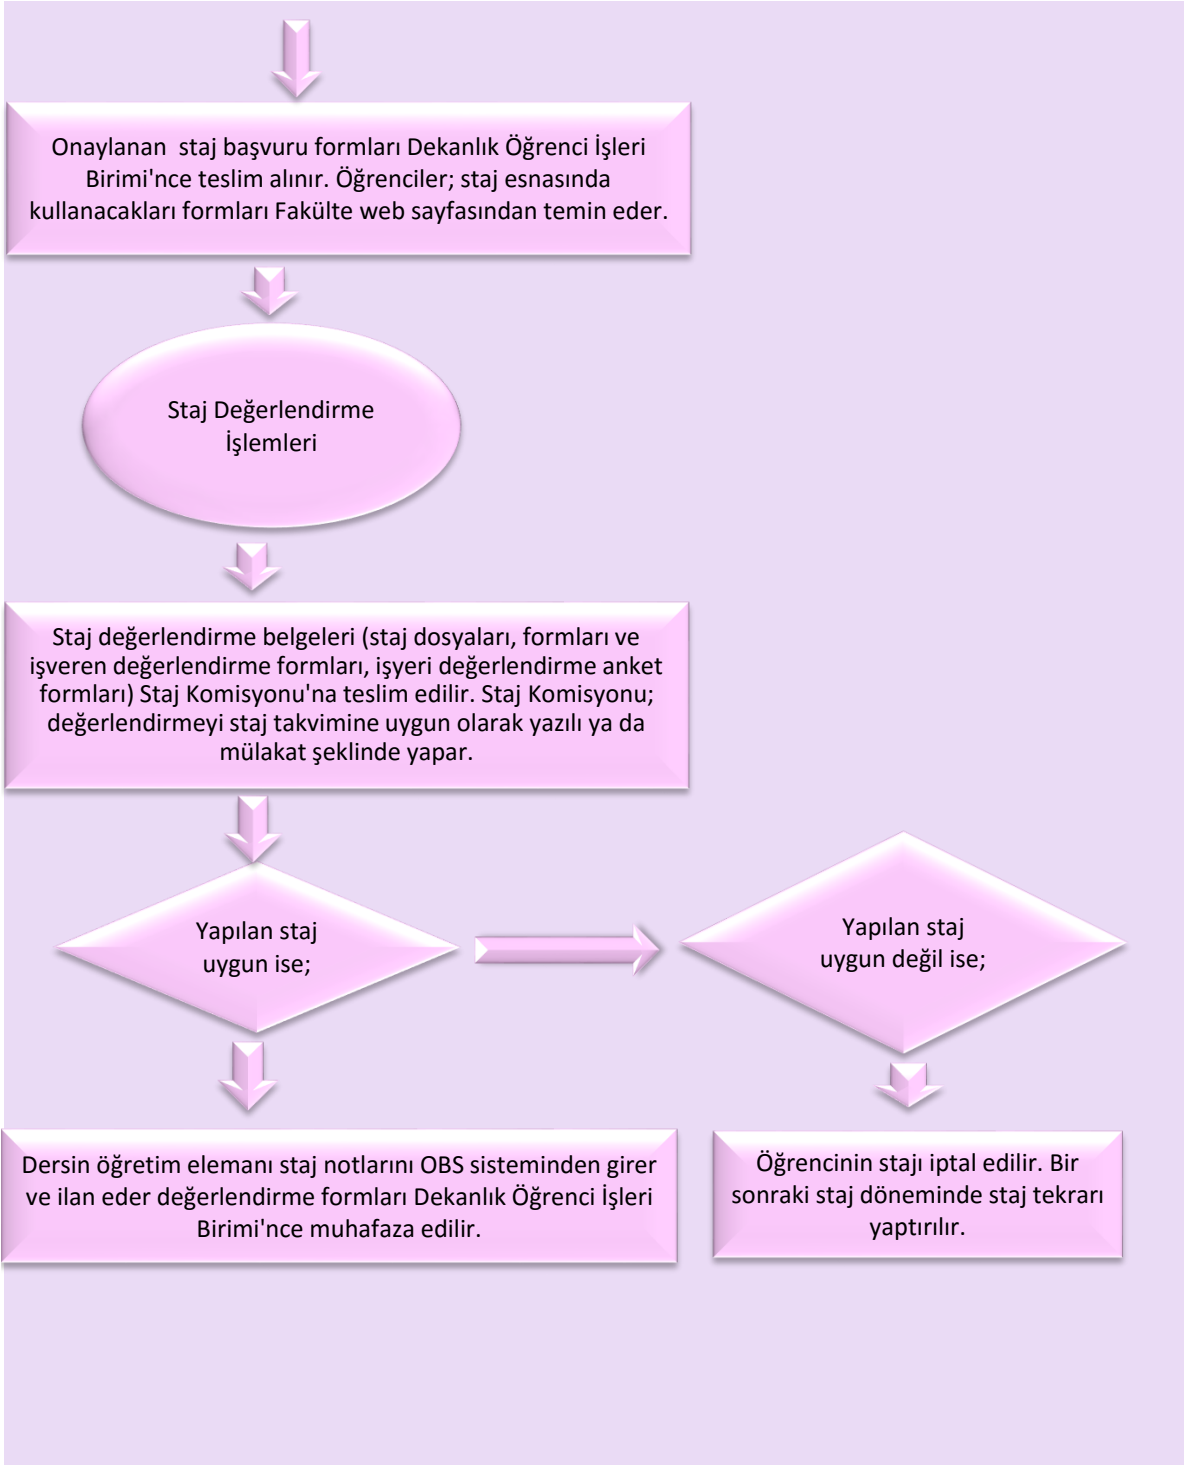 Onaylanan  staj başvuru formları Dekanlık Öğrenci İşleri
Birimi'nce teslim alınır. Öğrenciler; staj esnasında
kullanacakları formları Fakülte web sayfasından temin eder.
Staj Değerlendirme
İşlemleri
Staj değerlendirme belgeleri (staj dosyaları, formları ve
işveren değerlendirme formları, işyeri değerlendirme anket
formları) Staj Komisyonu'na teslim edilir. Staj Komisyonu;
değerlendirmeyi staj takvimine uygun olarak yazılı ya da
mülakat şeklinde yapar.
Yapılan staj
uygun ise;
Yapılan staj
uygun değil ise;
Dersin öğretim elemanı staj notlarını OBS sisteminden girer
ve ilan eder değerlendirme formları Dekanlık Öğrenci İşleri
Birimi'nce muhafaza edilir.
Öğrencinin stajı iptal edilir. Bir
sonraki staj döneminde staj tekrarı
yaptırılır.